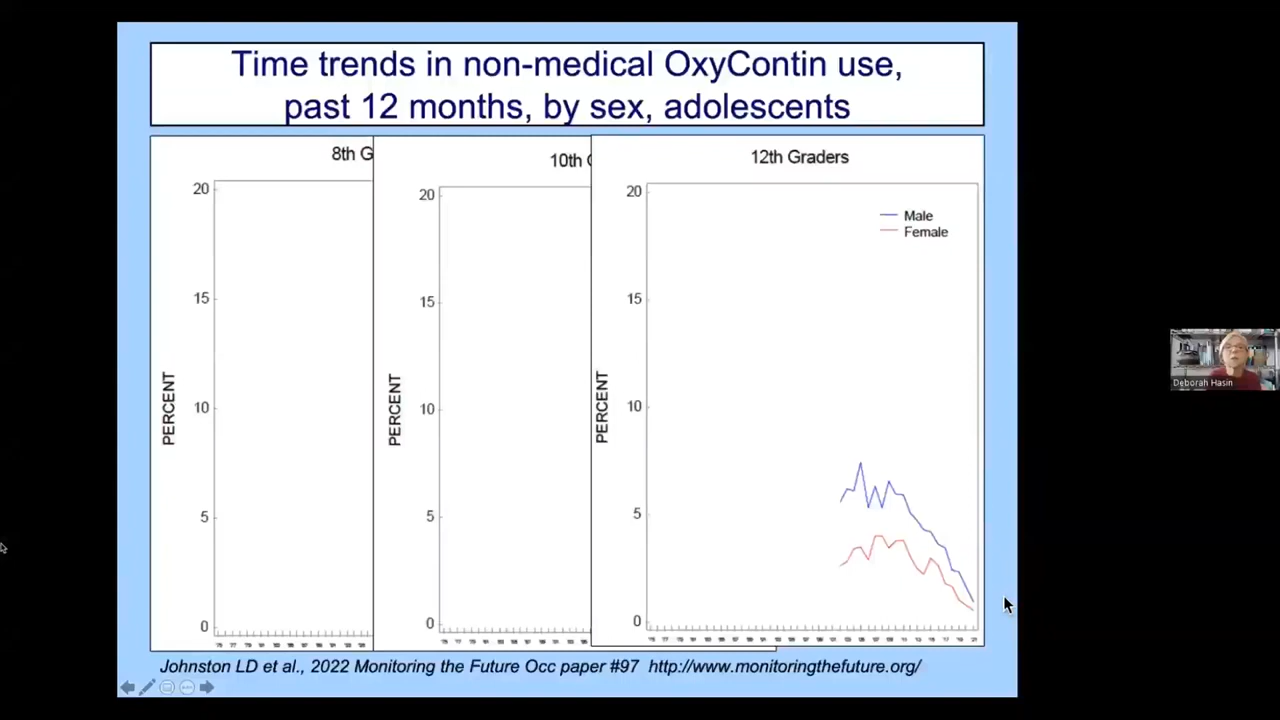 Time trends in non-medical OxyContin use,
past 12 months, by sex, adolescents
8th G
20
15
10
5
0
PERCENT
10th
20
15
10
5
0
PERCENT
12th Graders
20
15
10
5
0
PERCENT
Male
Female
Johnston LD et al., 2022 Monitoring the Future Occ paper #97 http://www.monitoringthefuture.org/
Deborah Hasin